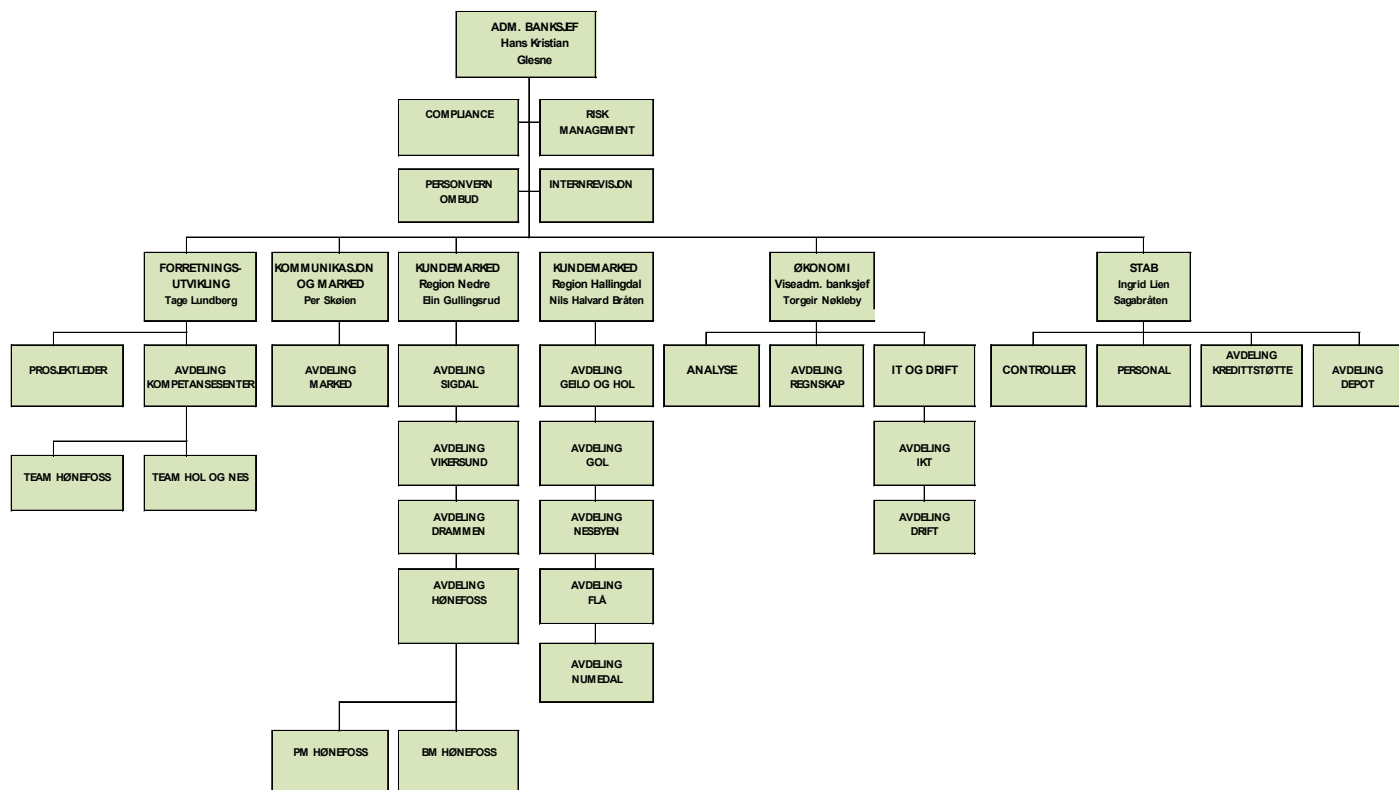 ADM. BANKSJEF
Hans Kristian
Glesne
COMPLIANCE
RISK
MANAGEMENT
PERSONVERN
OMBUD
INTERNREVISJON
FORRETNINGS-
UTVIKLING
Tage Lundberg
KOMMUNIKASJON
OG MARKED
Per Skøien
KUNDEMARKED
Region Nedre
Elin Gullingsrud
KUNDEMARKED
Region Hallingdal
Nils Halvard Bråten
ØKONOMI
Viseadm. banksjef
Torgeir Nøkleby
STAB
Ingrid Lien
Sagabråten
PROSJEKTLEDER
AVDELING
KOMPETANSESENTER
AVDELING
MARKED
AVDELING
SIGDAL
AVDELING
GEILO OG HOL
ANALYSE
AVDELING
REGNSKAP
IT OG DRIFT
CONTROLLER
PERSONAL
AVDELING
KREDITTSTØTTE
AVDELING
DEPOT
TEAM HØNEFOSS
TEAM HOL OG NES
AVDELING
VIKERSUND
AVDELING
GOL
AVDELING
IKT
AVDELING
DRAMMEN
AVDELING
NESBYEN
AVDELING
DRIFT
AVDELING
HØNEFOSS
AVDELING
FLÅ
AVDELING
NUMEDAL
PM HØNEFOSS
BM HØNEFOSS